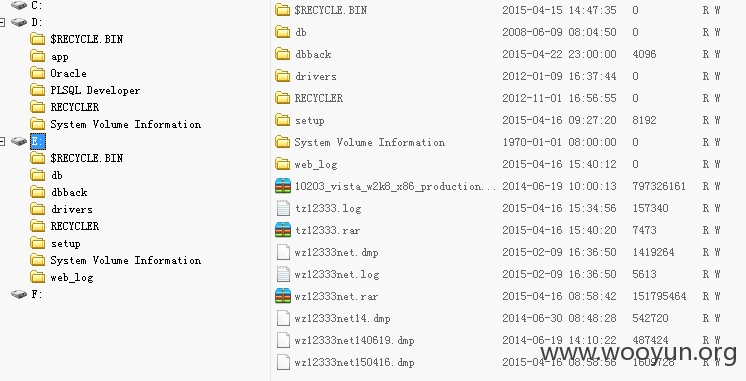 C:
D:
$RECYCLE.BIN
app
Oracle
PLSQL Developer
RECYCLER
System Volume Information
E:
$RECYCLE.BIN
db
dbback
drivers
RECYCLER
setup
System Volume Information
web_log
F:
$RECYCLE.BIN 2015-04-15 14:47:35 0 R W
db 2008-06-09 08:04:50 0 R W
dbback 2015-04-22 23:00:00 4096 R W
drivers 2012-01-09 16:37:44 0 R W
RECYCLER 2012-11-01 16:56:55 0 R W
setup 2015-04-16 09:27:20 8192 R W
System Volume Information 1970-01-01 08:00:00 0 R W
web_log 2015-04-16 15:40:12 0 R W
10203_vista_w2k8_x86_production... 2014-06-19 10:00:13 797326161 R W
tz12333.log 2015-04-16 15:34:56 157340 R W
tz12333.rar 2015-04-16 15:40:20 7473 R W
wz12333net.dmp 2015-02-09 16:36:50 1419264 R W
wz12333net.log 2015-02-09 16:36:50 5613 R W
wz12333net.rar 2015-04-16 08:58:42 151795464 R W
wz12333net14.dmp 2014-06-30 08:48:28 542720 R W
wz12333net140619.dmp 2014-06-19 14:10:22 487424 R W
wz12333net150416.dmp 2015-04-16 08:58:56 1609728 R W
www.wooyun.org